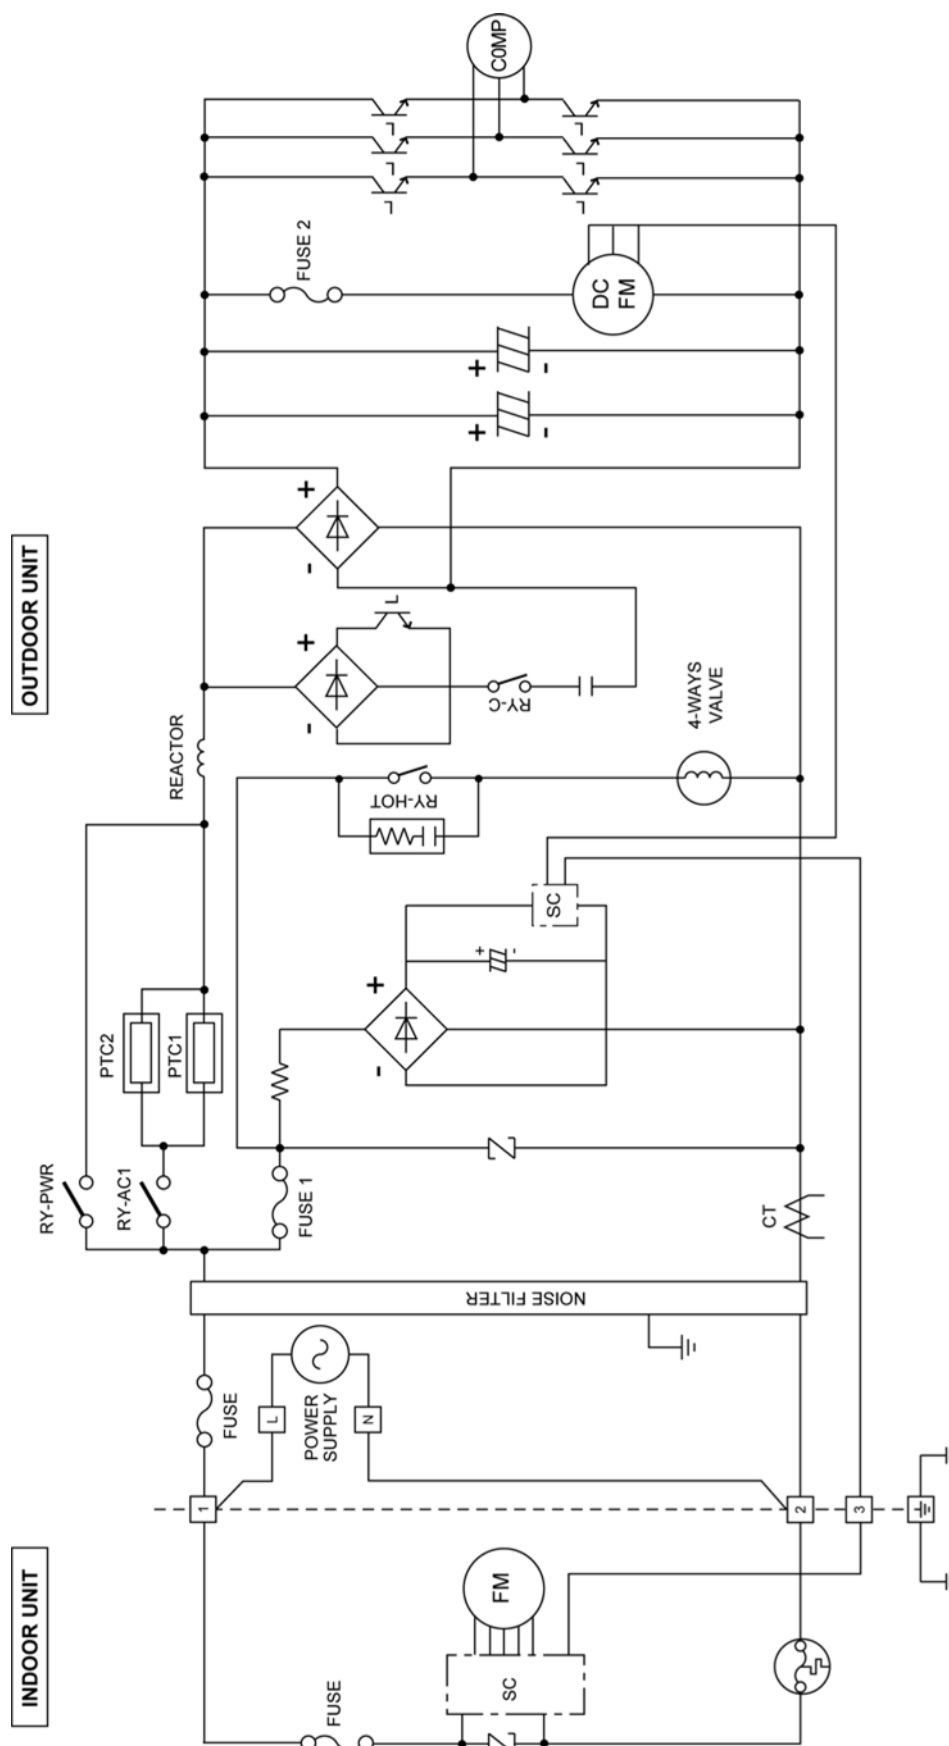 COMP
FUSE 2
DC
FM
+
-
+
-
OUTDOOR UNIT
+
-
+
-
RY-C
4-WAYS
VALVE
REACTOR
RY-HOT
SC
+
-
+
-
PTC2
PTC1
RY-PWR
RY-AC1
FUSE 1
CT
NOISE FILTER
FUSE
L
POWER
SUPPLY
N
1
2
3
INDOOR UNIT
FM
SC
FUSE